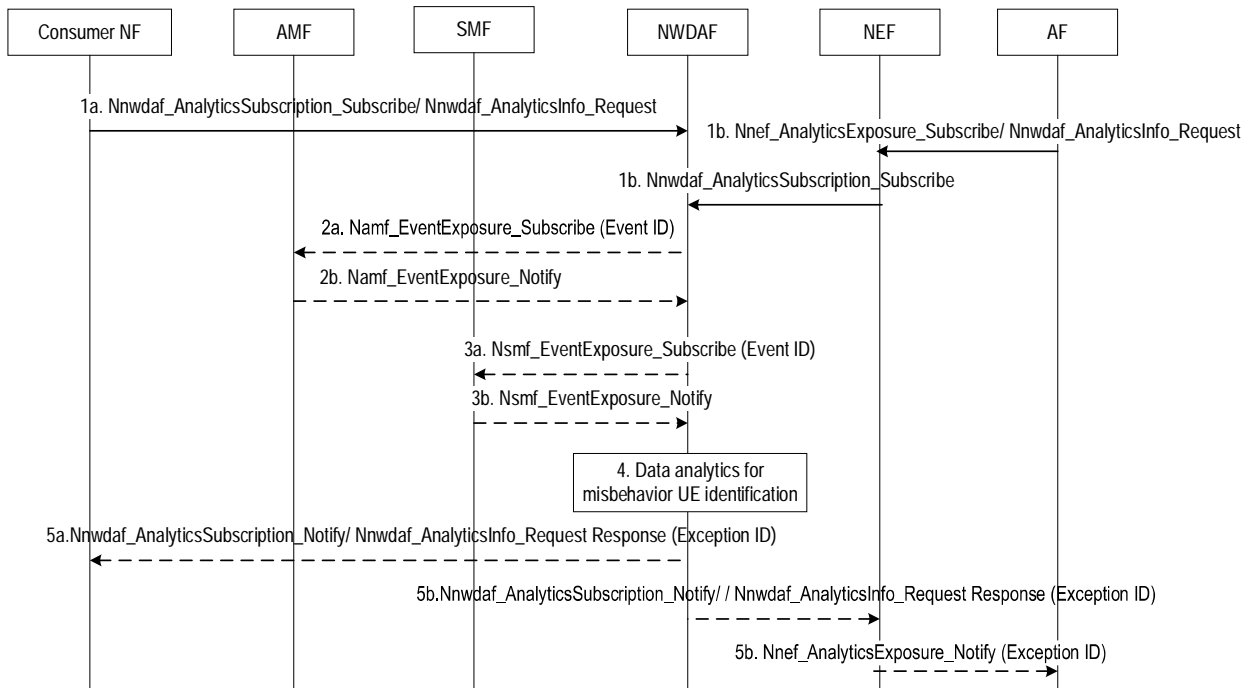 Consumer NF
AMF
SMF
NWDAF
NEF
AF
1a. Nnwdaf_AnalyticsSubscription_Subscribe/ Nnwdaf_AnalyticsInfo_Request
1b. Nnef_AnalyticsExposure_Subscribe/ Nnwdaf_AnalyticsInfo_Request
1b. Nnwdaf_AnalyticsSubscription_Subscribe
2a. Namf_EventExposure_Subscribe (Event ID)
2b. Namf_EventExposure_Notify
3a. Nsmf_EventExposure_Subscribe (Event ID)
3b. Nsmf_EventExposure_Notify
4. Data analytics for
misbehavior UE identification
5a.Nnwdaf_AnalyticsSubscription_Notify/ Nnwdaf_AnalyticsInfo_Request Response (Exception ID)
5b.Nnwdaf_AnalyticsSubscription_Notify/ / Nnwdaf_AnalyticsInfo_Request Response (Exception ID)
5b. Nnef_AnalyticsExposure_Notify (Exception ID)